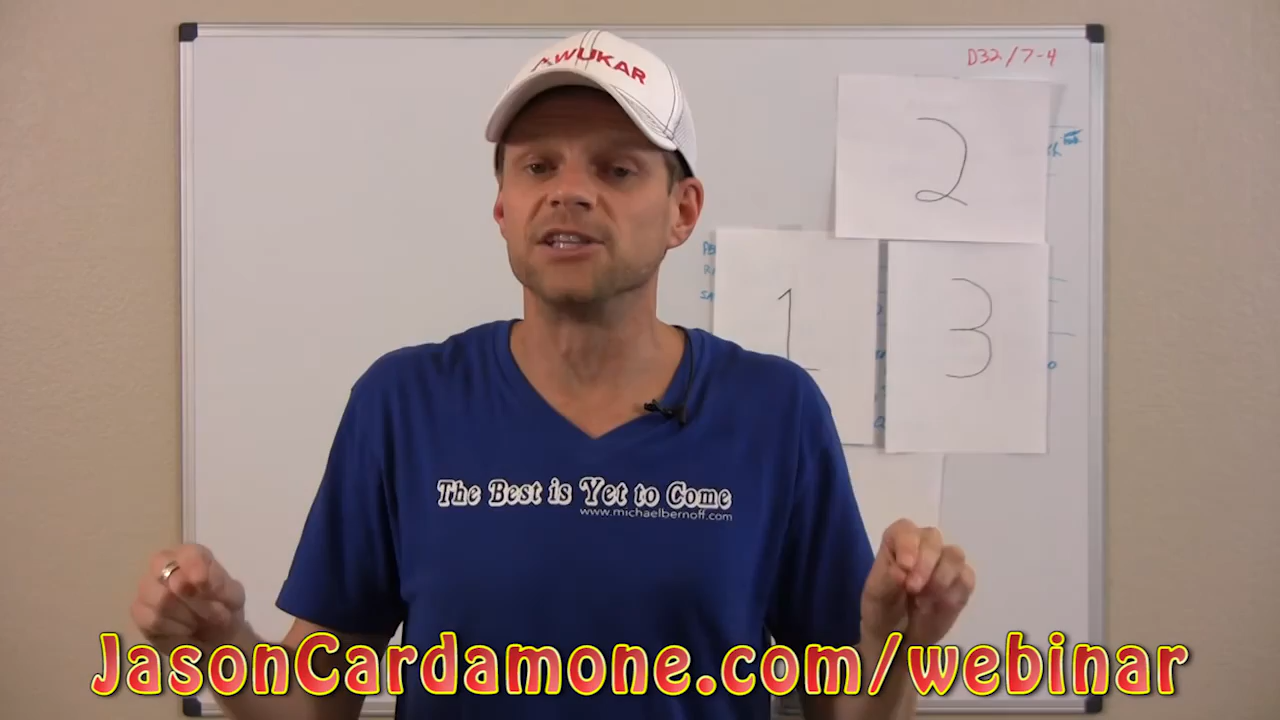 AWUKAR
D32/7-4
2
1
3
The Best is Yet to Come
www.michaelbernoff.com
JasonCardamone.com/webinar